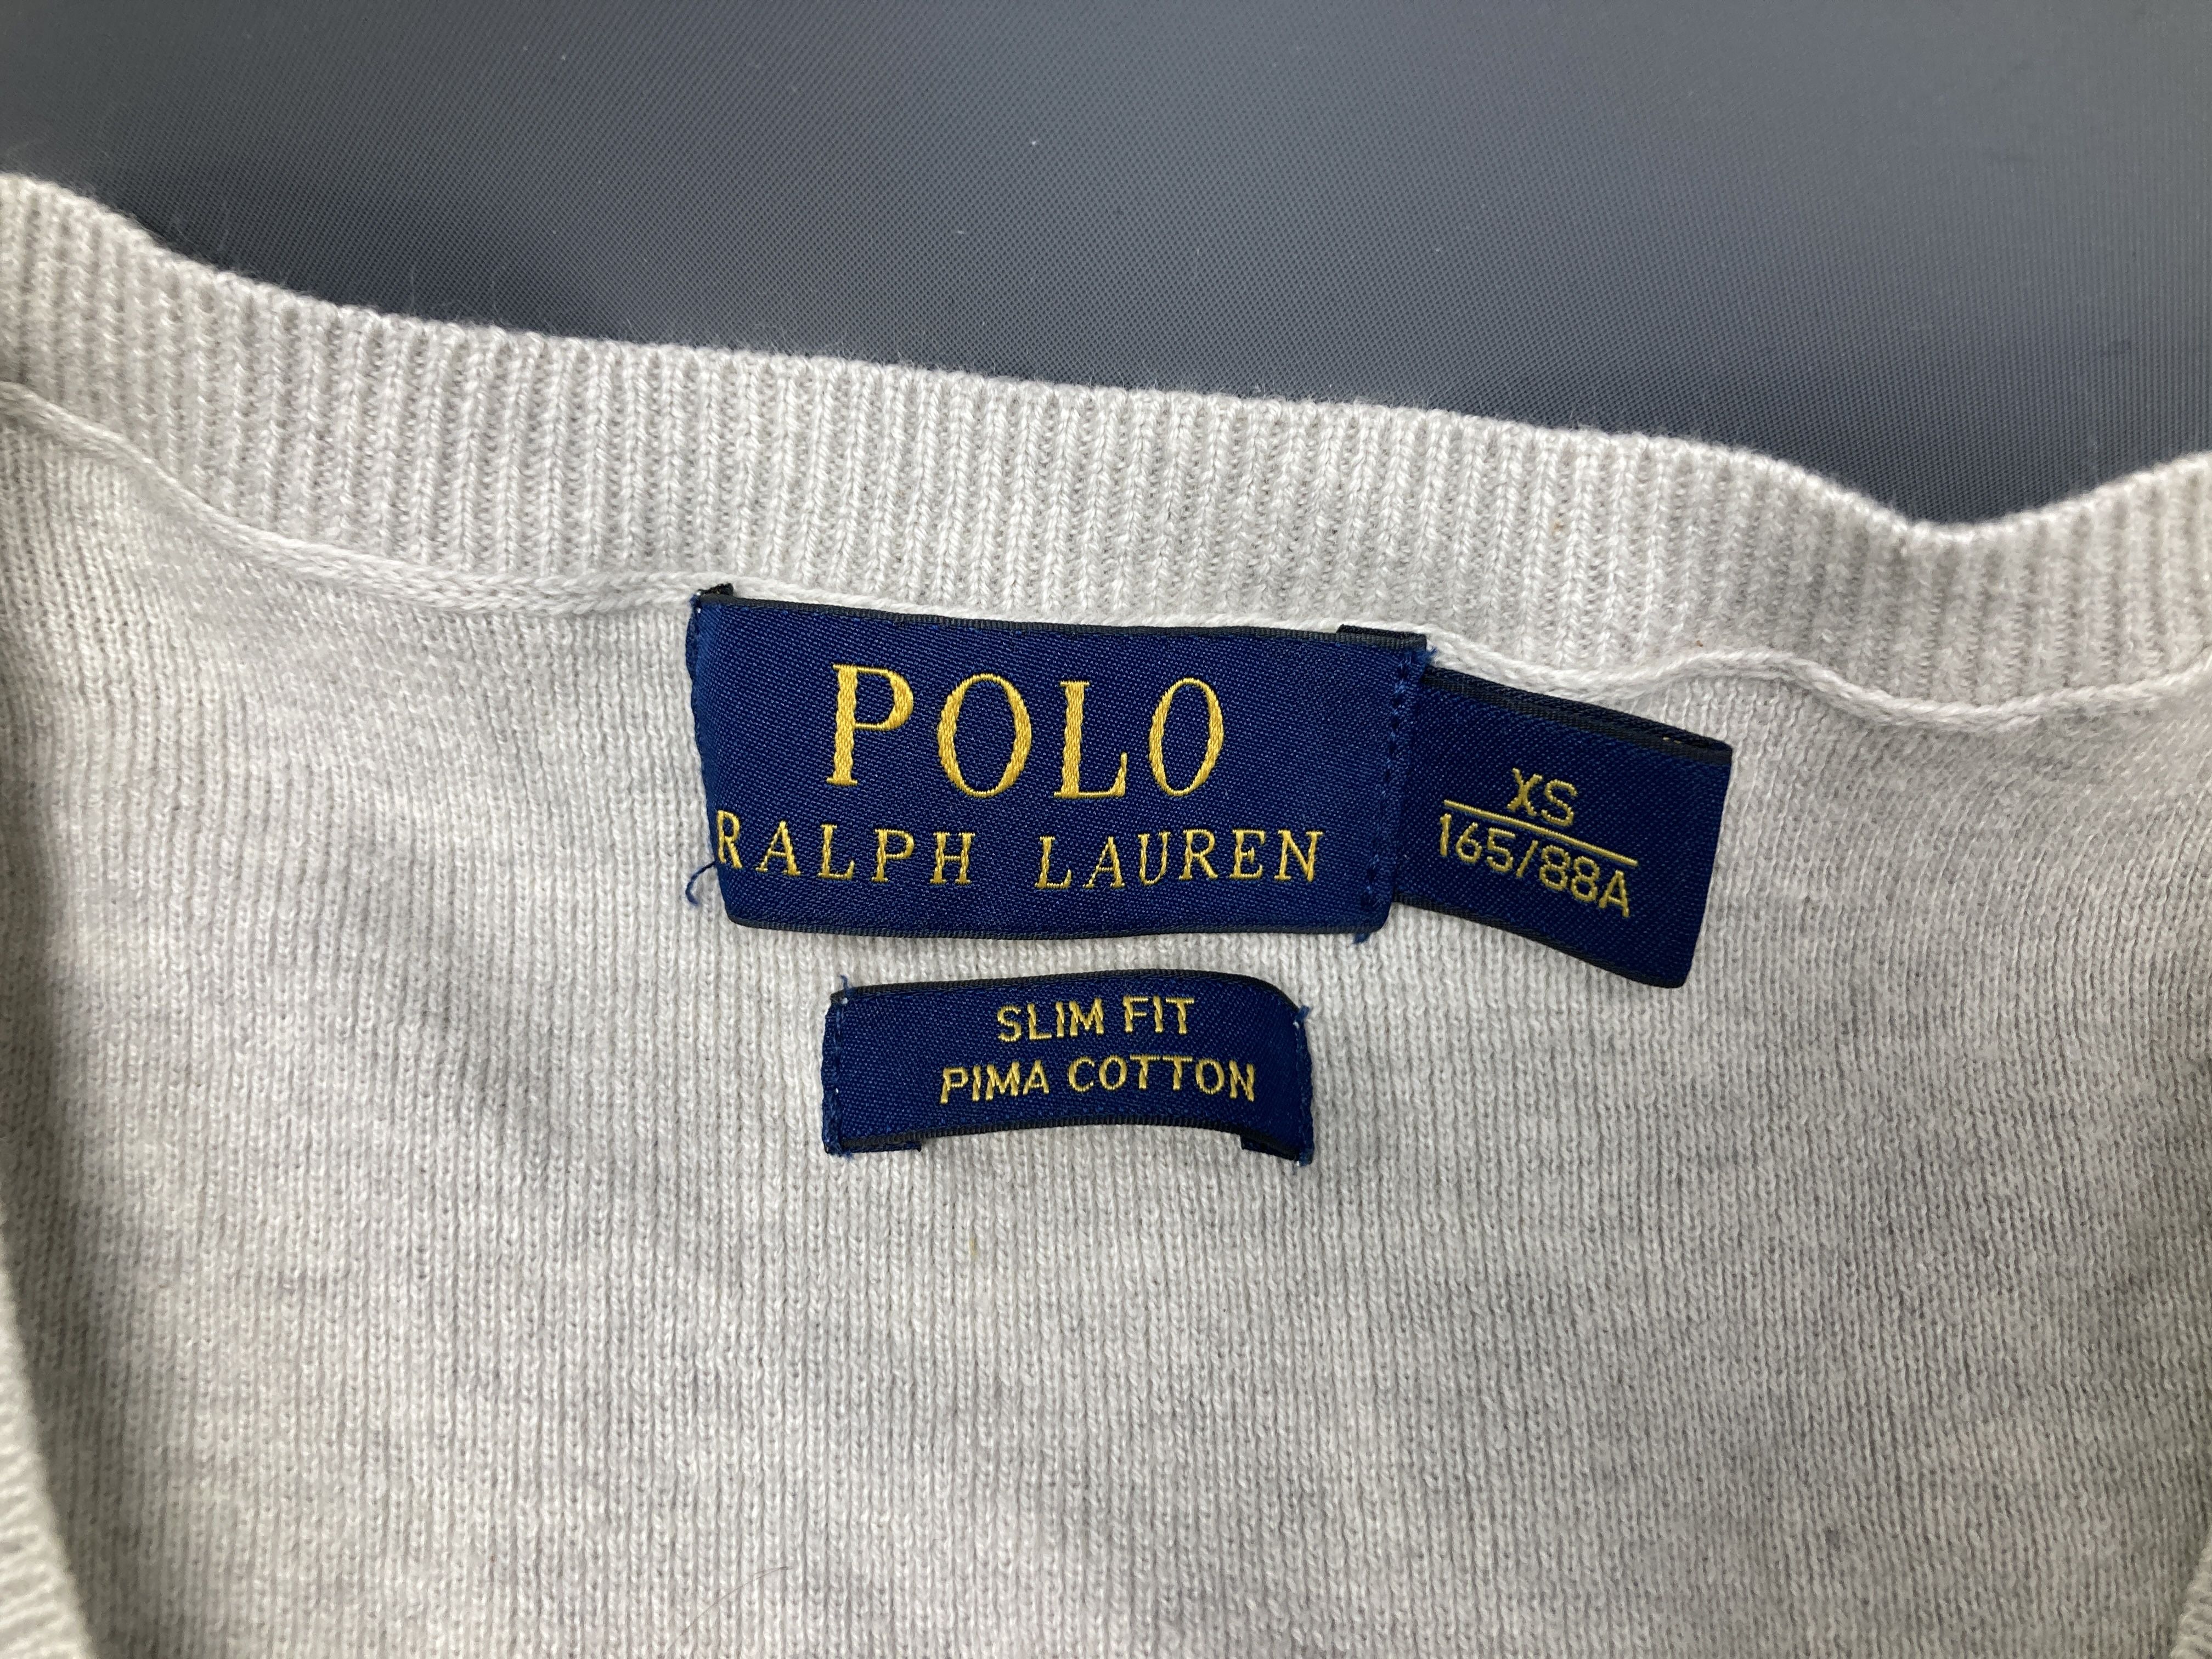 POLO
RALPH LAUREN
XS
165/88A
SLIM FIT
PIMA COTTON